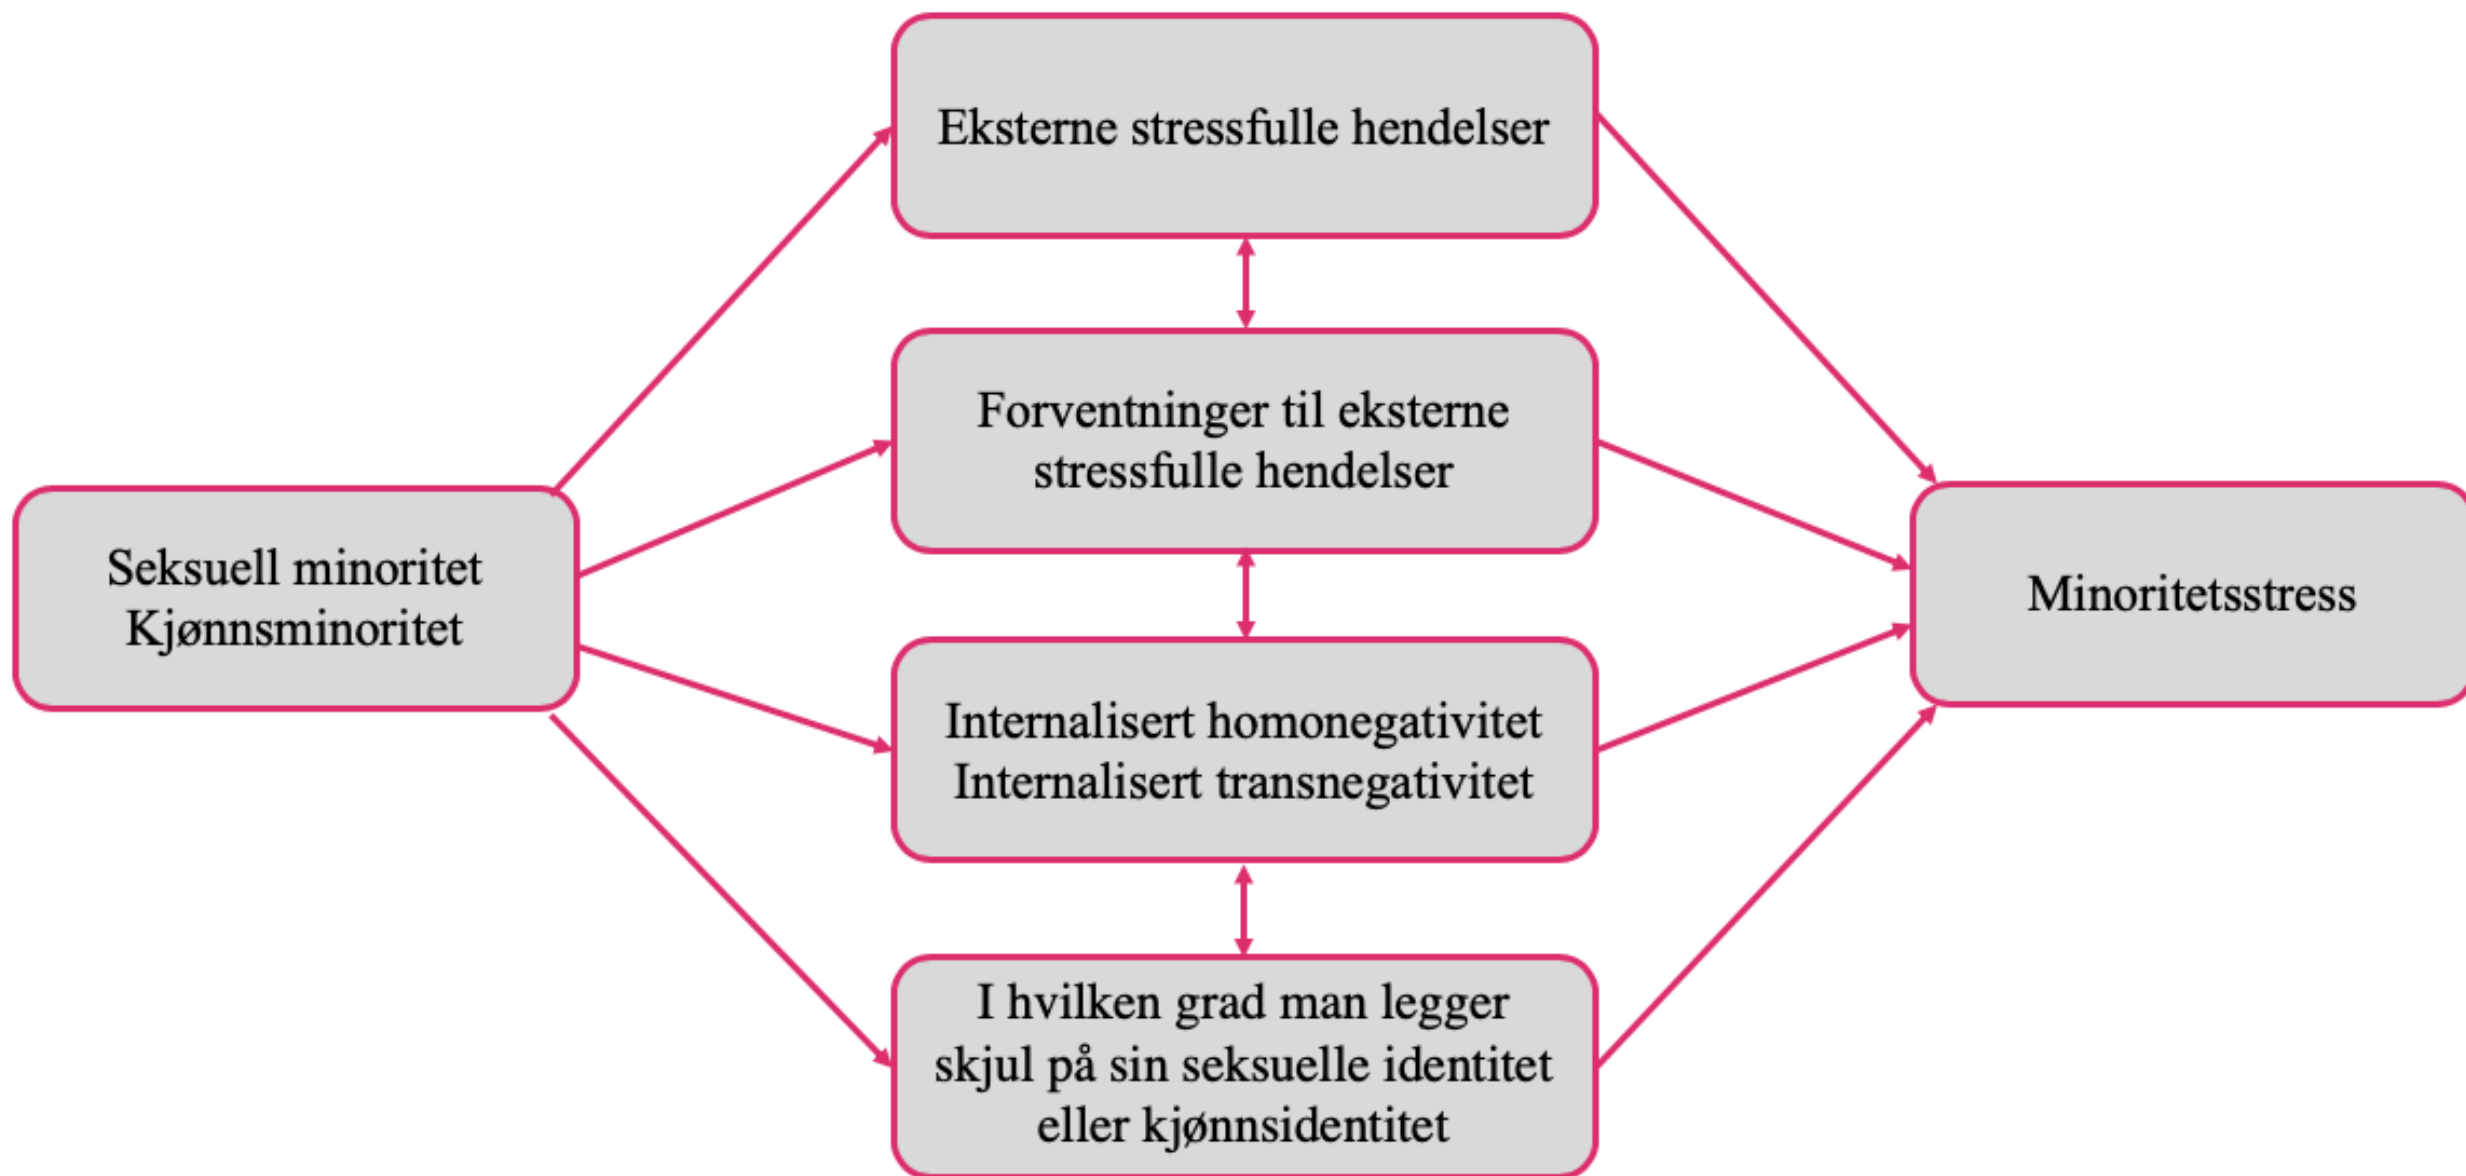 Eksterne stressfulle hendelser
Forventninger til eksterne
stressfulle hendelser
Seksuell minoritet
Kjønnsminoritet
Minoritetsstress
Internalisert homonegativitet
Internalisert transnegativitet
I hvilken grad man legger
skjul på sin seksuelle identitet
eller kjønnsidentitet